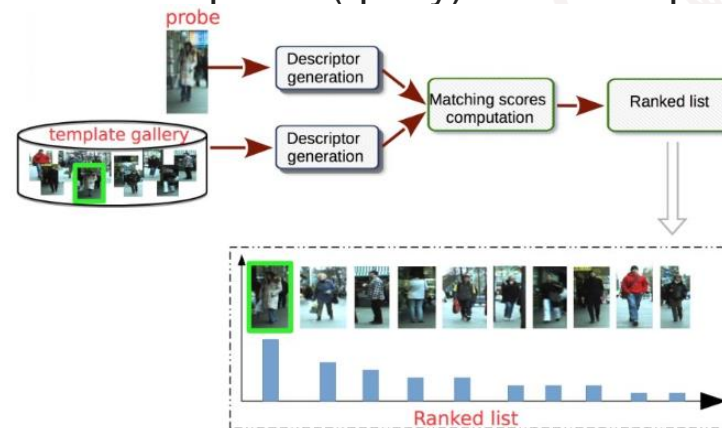 probe
Descriptor
generation
template gallery
Descriptor
generation
Matching scores
computation
Ranked list
Ranked list